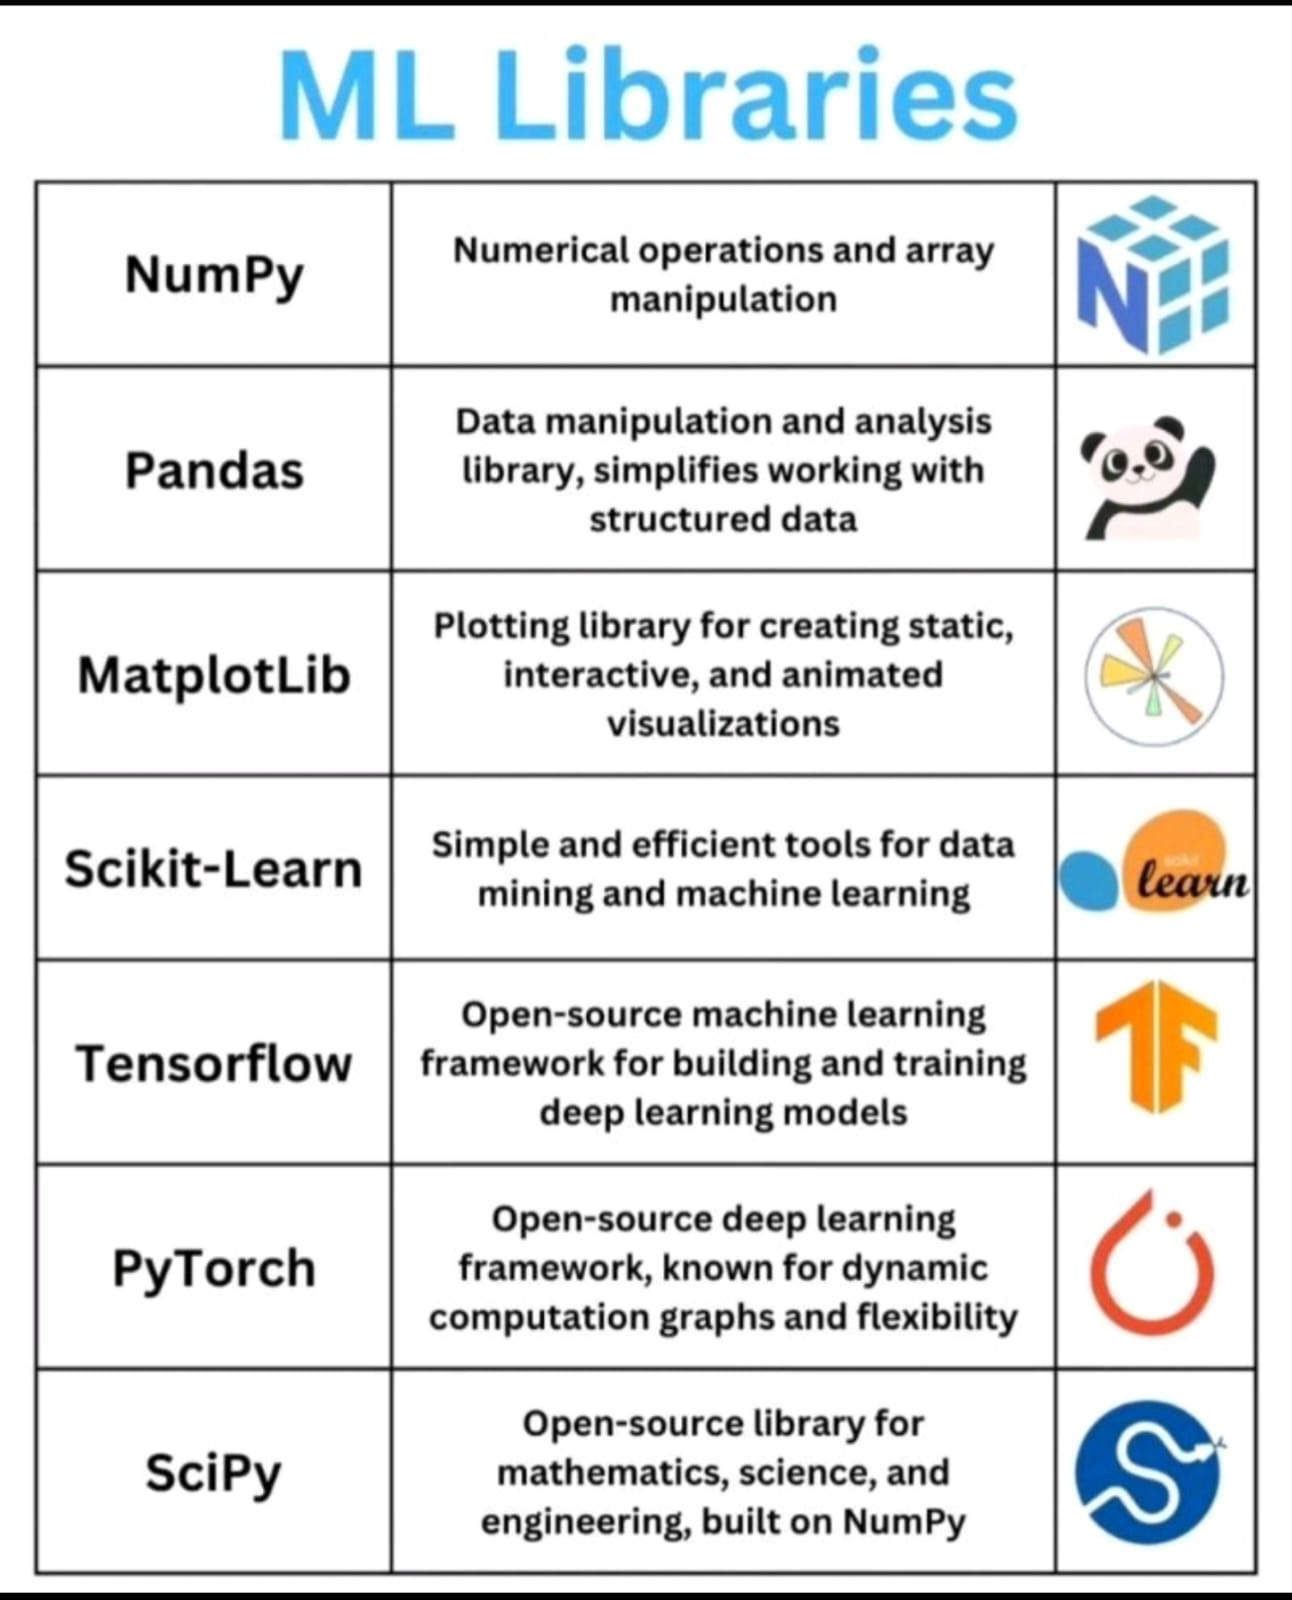 ML Libraries
NumPy
Numerical operations and array
manipulation
Pandas
Data manipulation and analysis
library, simplifies working with
structured data
MatplotLib
Plotting library for creating static,
interactive, and animated
visualizations
Scikit-Learn
Simple and efficient tools for data
mining and machine learning
scikit
learn
Tensorflow
Open-source machine learning
framework for building and training
deep learning models
PyTorch
Open-source deep learning
framework, known for dynamic
computation graphs and flexibility
SciPy
Open-source library for
mathematics, science, and
engineering, built on NumPy